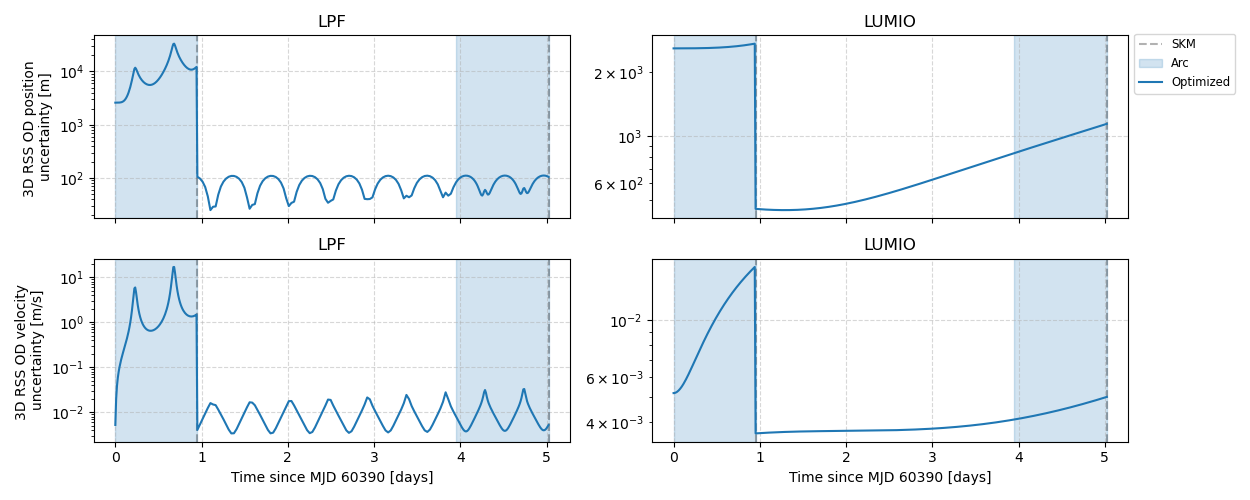 LPF
LUMIO
3D RSS OD position
uncertainty [m]
10⁴
10³
10²
2 × 10³
10³
6 × 10²
SKM
Arc
Optimized
LPF
LUMIO
3D RSS OD velocity
uncertainty [m/s]
10¹
10⁰
10⁻¹
10⁻²
10⁻²
6 × 10⁻³
4 × 10⁻³
0 1 2 3 4 5
0 1 2 3 4 5
Time since MJD 60390 [days]
Time since MJD 60390 [days]